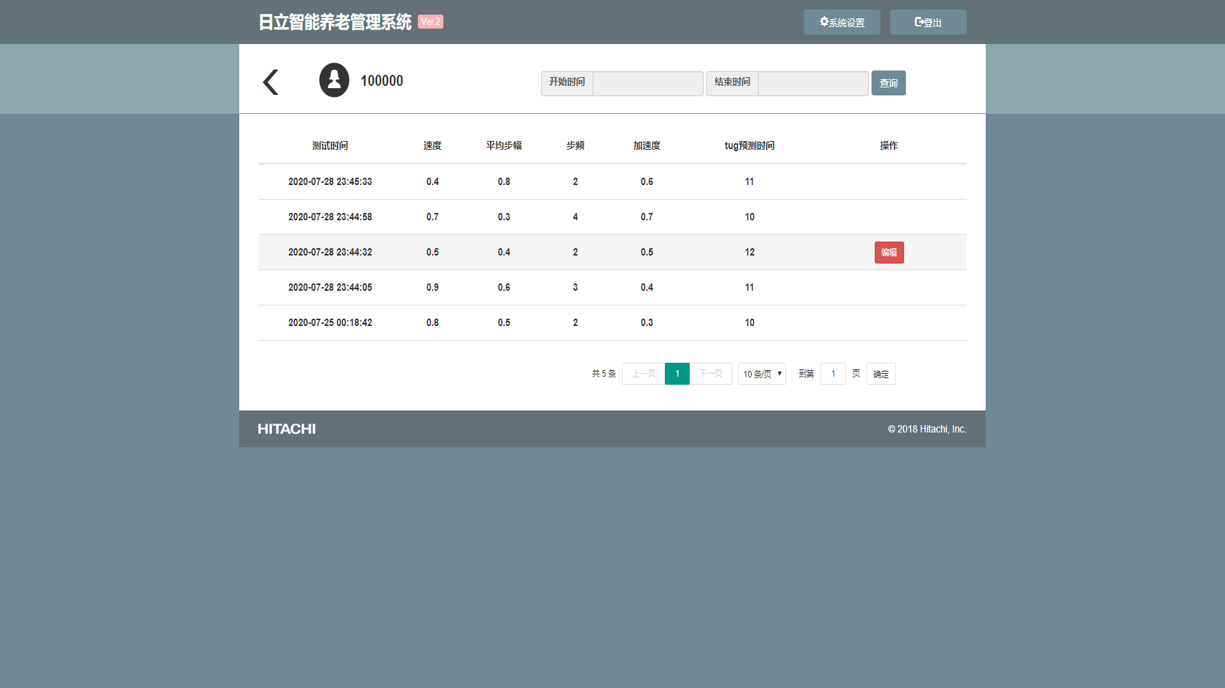 日立智能养老管理系统 Ver.2 系统设置 登出
100000 开始时间 结束时间 查询
测试时间 速度 平均步幅 步频 加速度 tug预测时间 操作
2020-07-28 23:45:33 0.4 0.8 2 0.6 11
2020-07-28 23:44:58 0.7 0.3 4 0.7 10
2020-07-28 23:44:32 0.5 0.4 2 0.5 12 编辑
2020-07-28 23:44:05 0.9 0.6 3 0.4 11
2020-07-25 00:18:42 0.8 0.5 2 0.3 10
共 5 条 上一页 1 下一页 10 条/页 到第 1 页 确定
HITACHI © 2018 Hitachi, Inc.